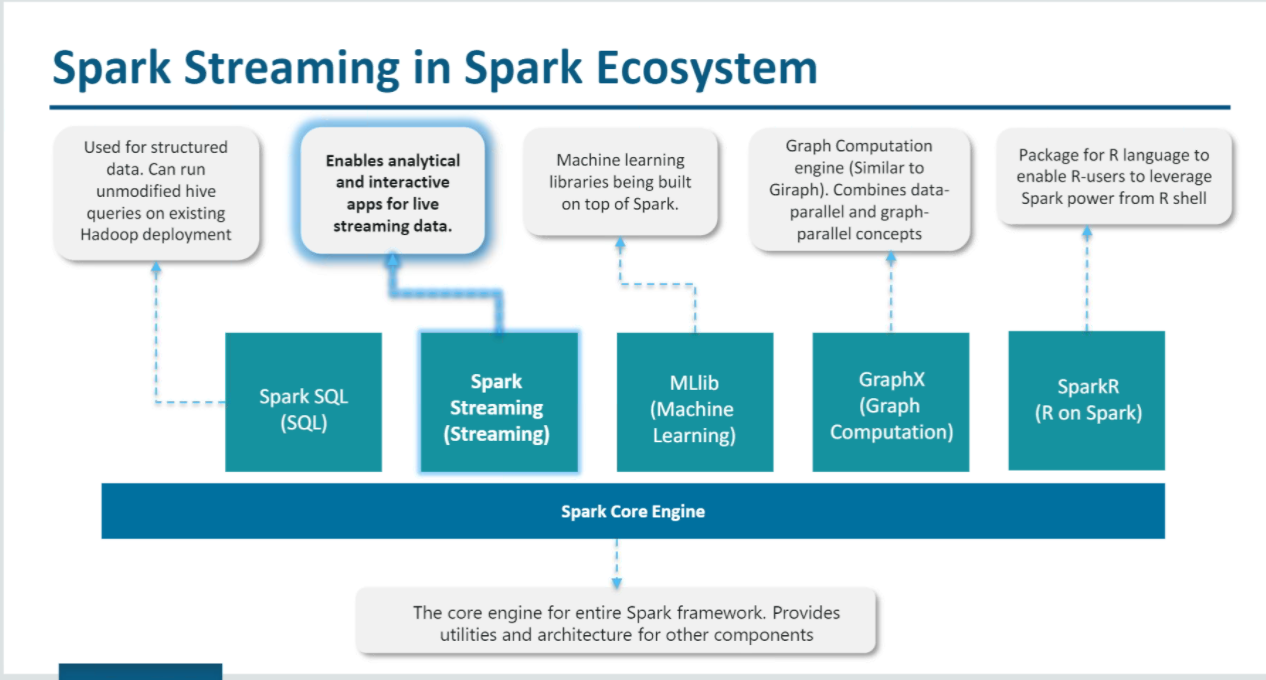 Spark Streaming in Spark Ecosystem
Used for structured
data. Can run
unmodified hive
queries on existing
Hadoop deployment
Enables analytical
and interactive
apps for live
streaming data.
Machine learning
libraries being built
on top of Spark.
Graph Computation
engine (Similar to
Giraph). Combines data-
parallel and graph-
parallel concepts
Package for R language to
enable R-users to leverage
Spark power from R shell
Spark SQL
(SQL)
Spark
Streaming
(Streaming)
MLlib
(Machine
Learning)
GraphX
(Graph
Computation)
SparkR
(R on Spark)
Spark Core Engine
The core engine for entire Spark framework. Provides
utilities and architecture for other components